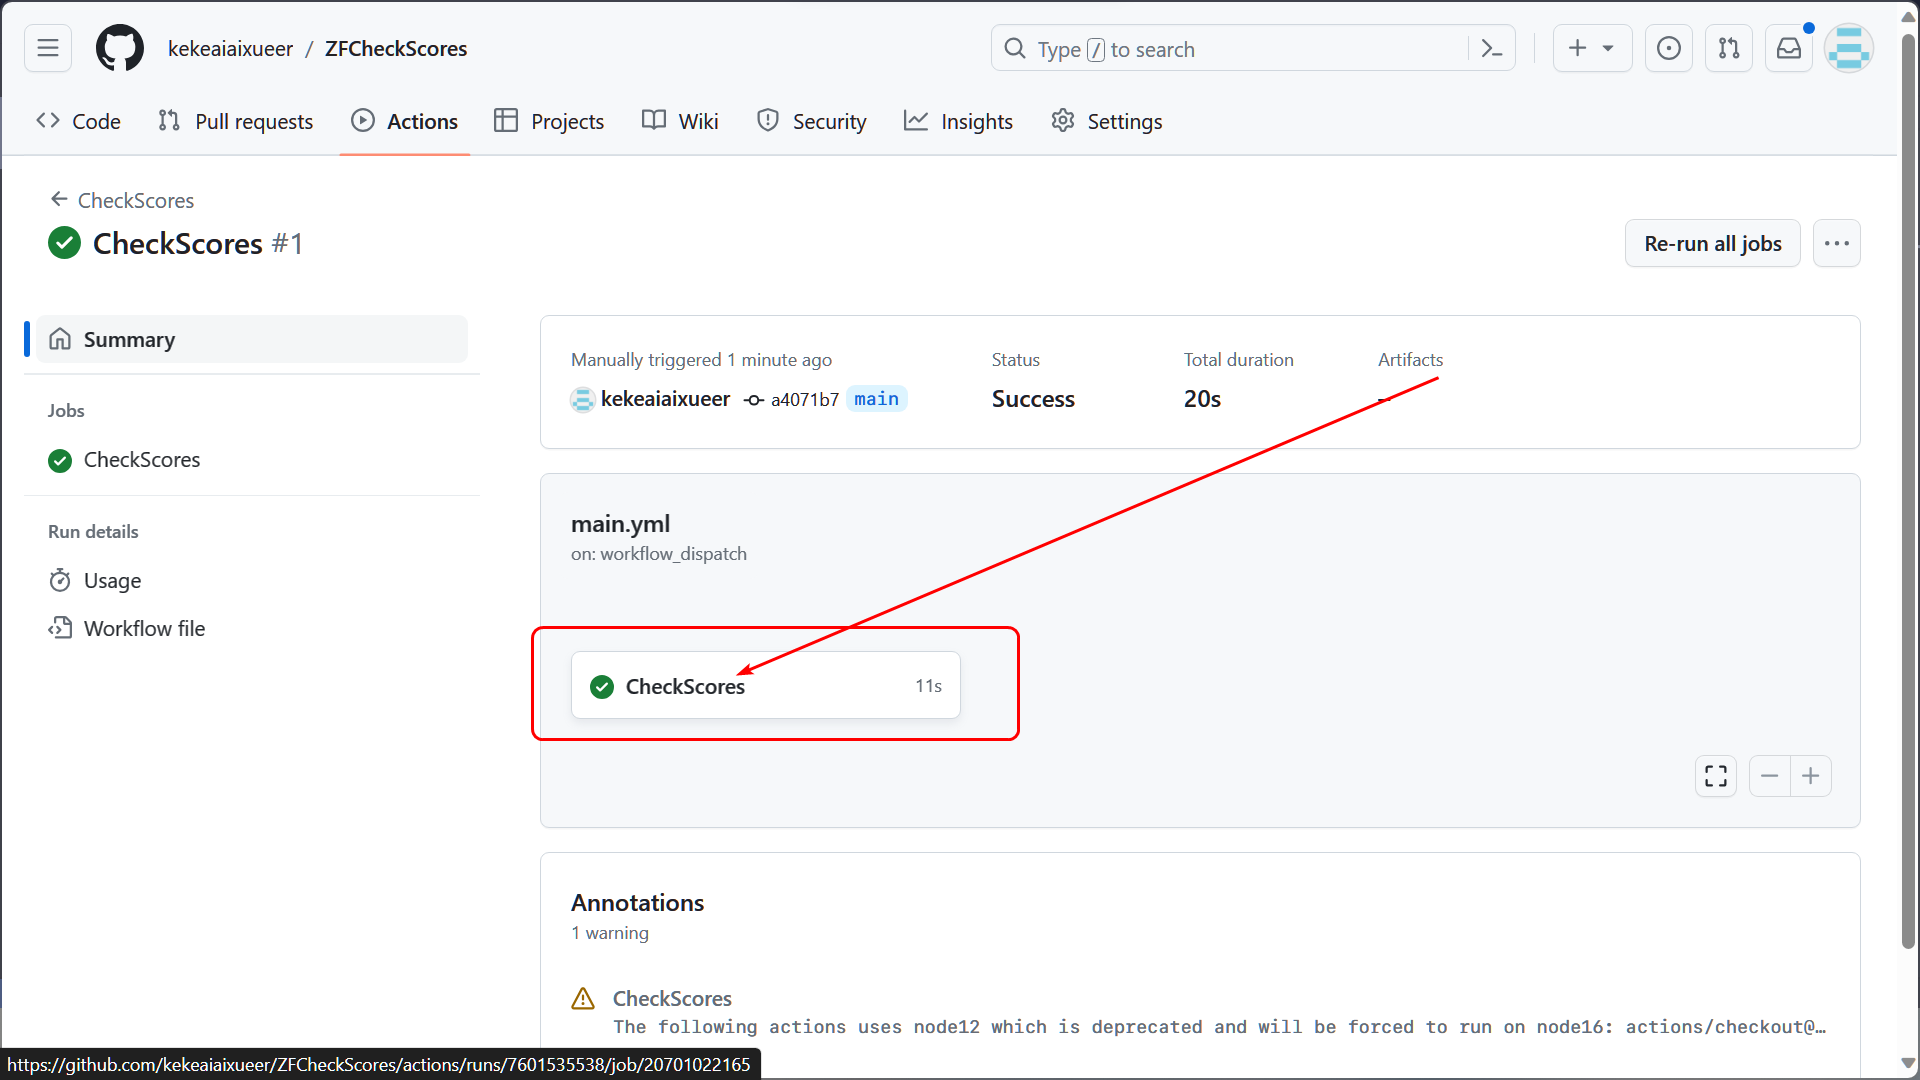 kekeaiaixueer / ZFCheckScores
Type / to search
Code
Pull requests
Actions
Projects
Wiki
Security
Insights
Settings
CheckScores
CheckScores #1
Re-run all jobs
Summary
Jobs
CheckScores
Run details
Usage
Workflow file
Manually triggered 1 minute ago
kekeaiaixueer a4071b7 main
Status
Success
Total duration
20s
Artifacts
–
main.yml
on: workflow_dispatch
CheckScores 11s
Annotations
1 warning
CheckScores
The following actions uses node12 which is deprecated and will be forced to run on node16: actions/checkout@…
https://github.com/kekeaiaixueer/ZFCheckScores/actions/runs/7601535538/job/20701022165